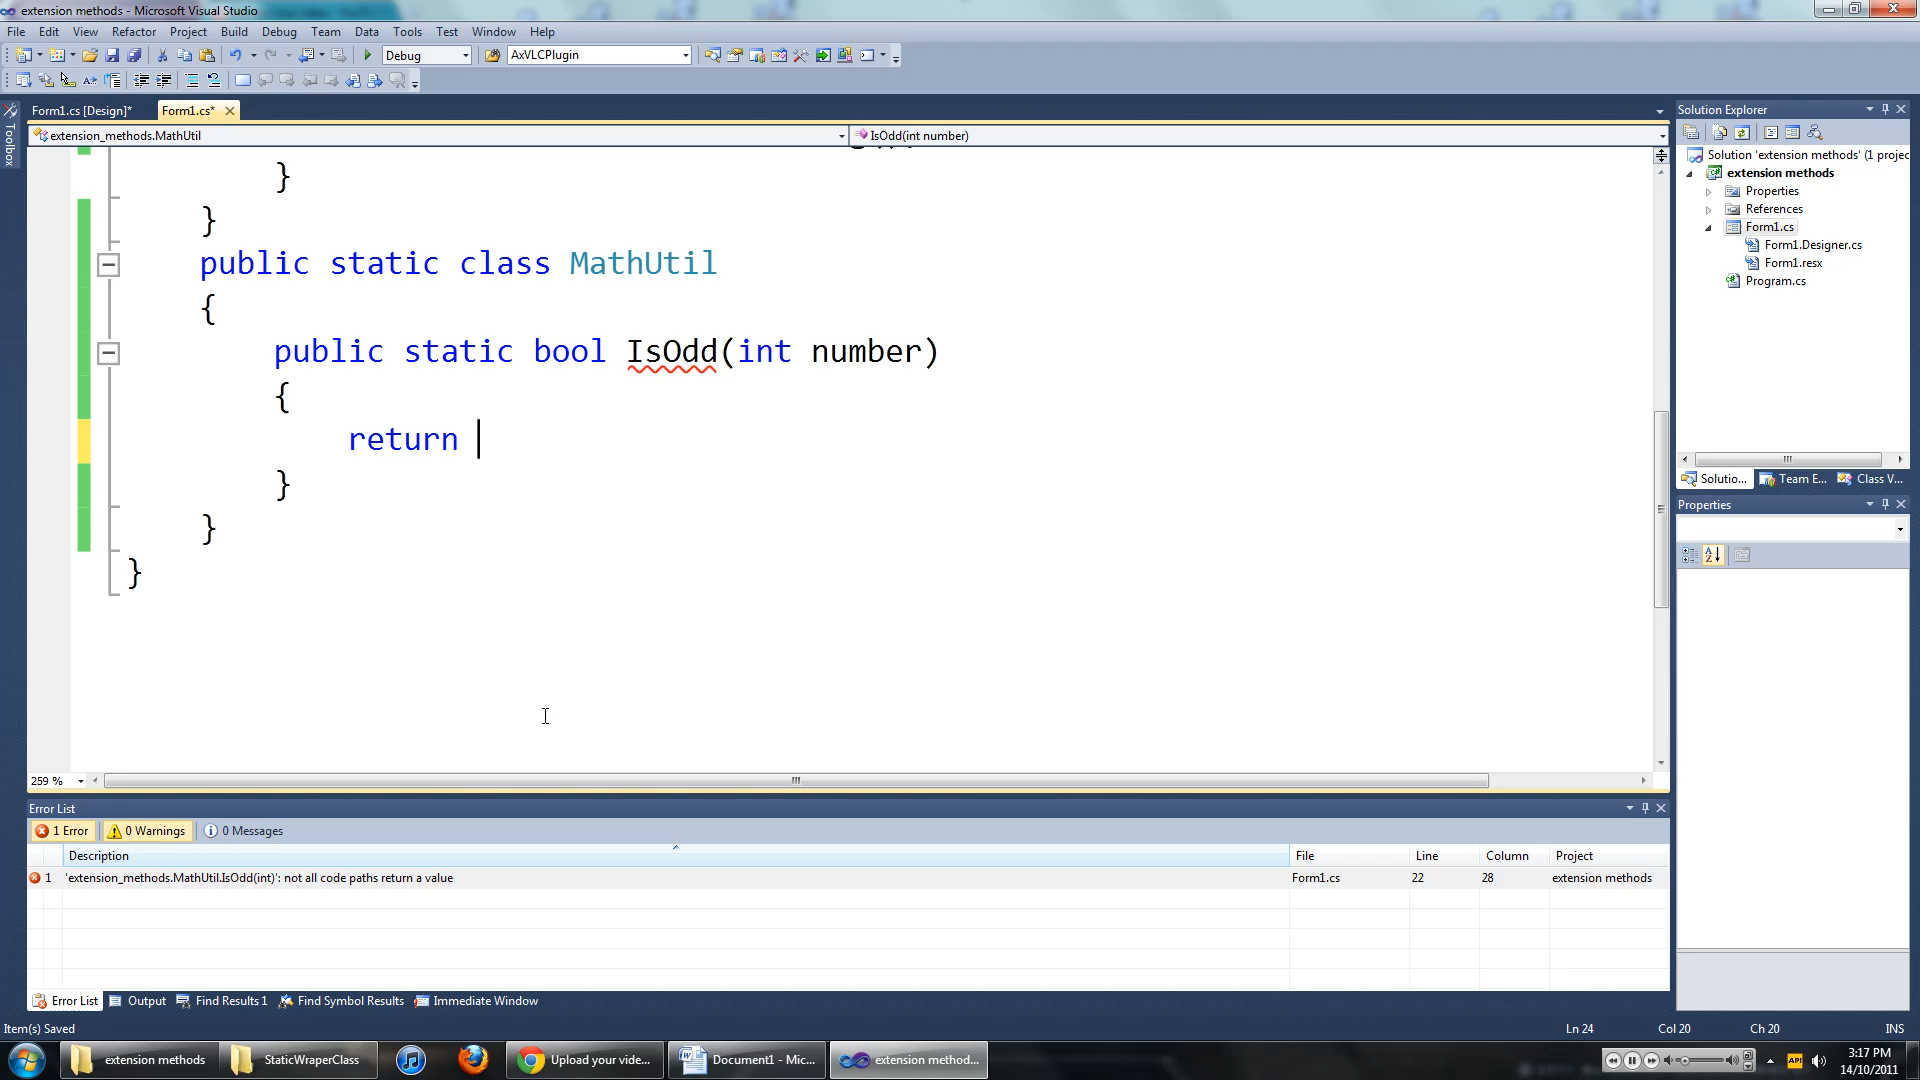 extension methods - Microsoft Visual Studio
File Edit View Refactor Project Build Debug Team Data Tools Test Window Help
Debug AxVLCPlugin
Form1.cs [Design]* Form1.cs*
Toolbox
extension_methods.MathUtil IsOdd(int number)
}
}
public static class MathUtil
{
public static bool IsOdd(int number)
{
return
}
}
}
259 %
Solution Explorer
Solution 'extension methods' (1 projec
extension methods
Properties
References
Form1.cs
Form1.Designer.cs
Form1.resx
Program.cs
Solutio... Team E... Class V...
Properties
Error List
1 Error 0 Warnings 0 Messages
Description File Line Column Project
1 'extension_methods.MathUtil.IsOdd(int)': not all code paths return a value Form1.cs 22 28 extension methods
Error List Output Find Results 1 Find Symbol Results Immediate Window
Item(s) Saved Ln 24 Col 20 Ch 20 INS
extension methods StaticWraperClass Upload your vide... Document1 - Mic... extension method... 3:17 PM
14/10/2011